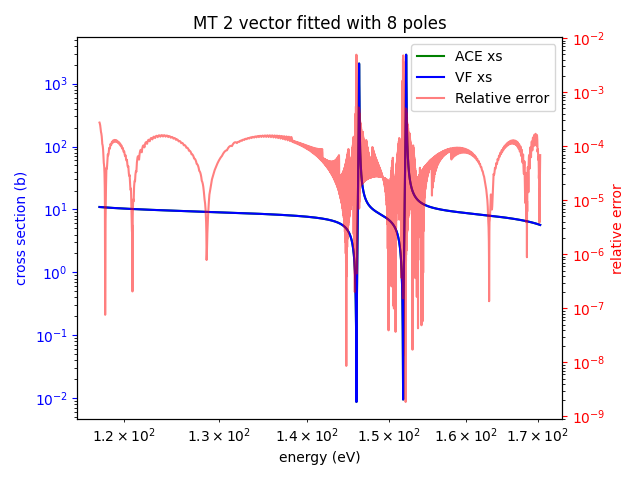 MT 2 vector fitted with 8 poles
ACE xs
VF xs
Relative error
cross section (b)
10³
10²
10¹
10⁰
10⁻¹
10⁻²
relative error
10⁻²
10⁻³
10⁻⁴
10⁻⁵
10⁻⁶
10⁻⁷
10⁻⁸
10⁻⁹
1.2 × 10² 1.3 × 10² 1.4 × 10² 1.5 × 10² 1.6 × 10² 1.7 × 10²
energy (eV)